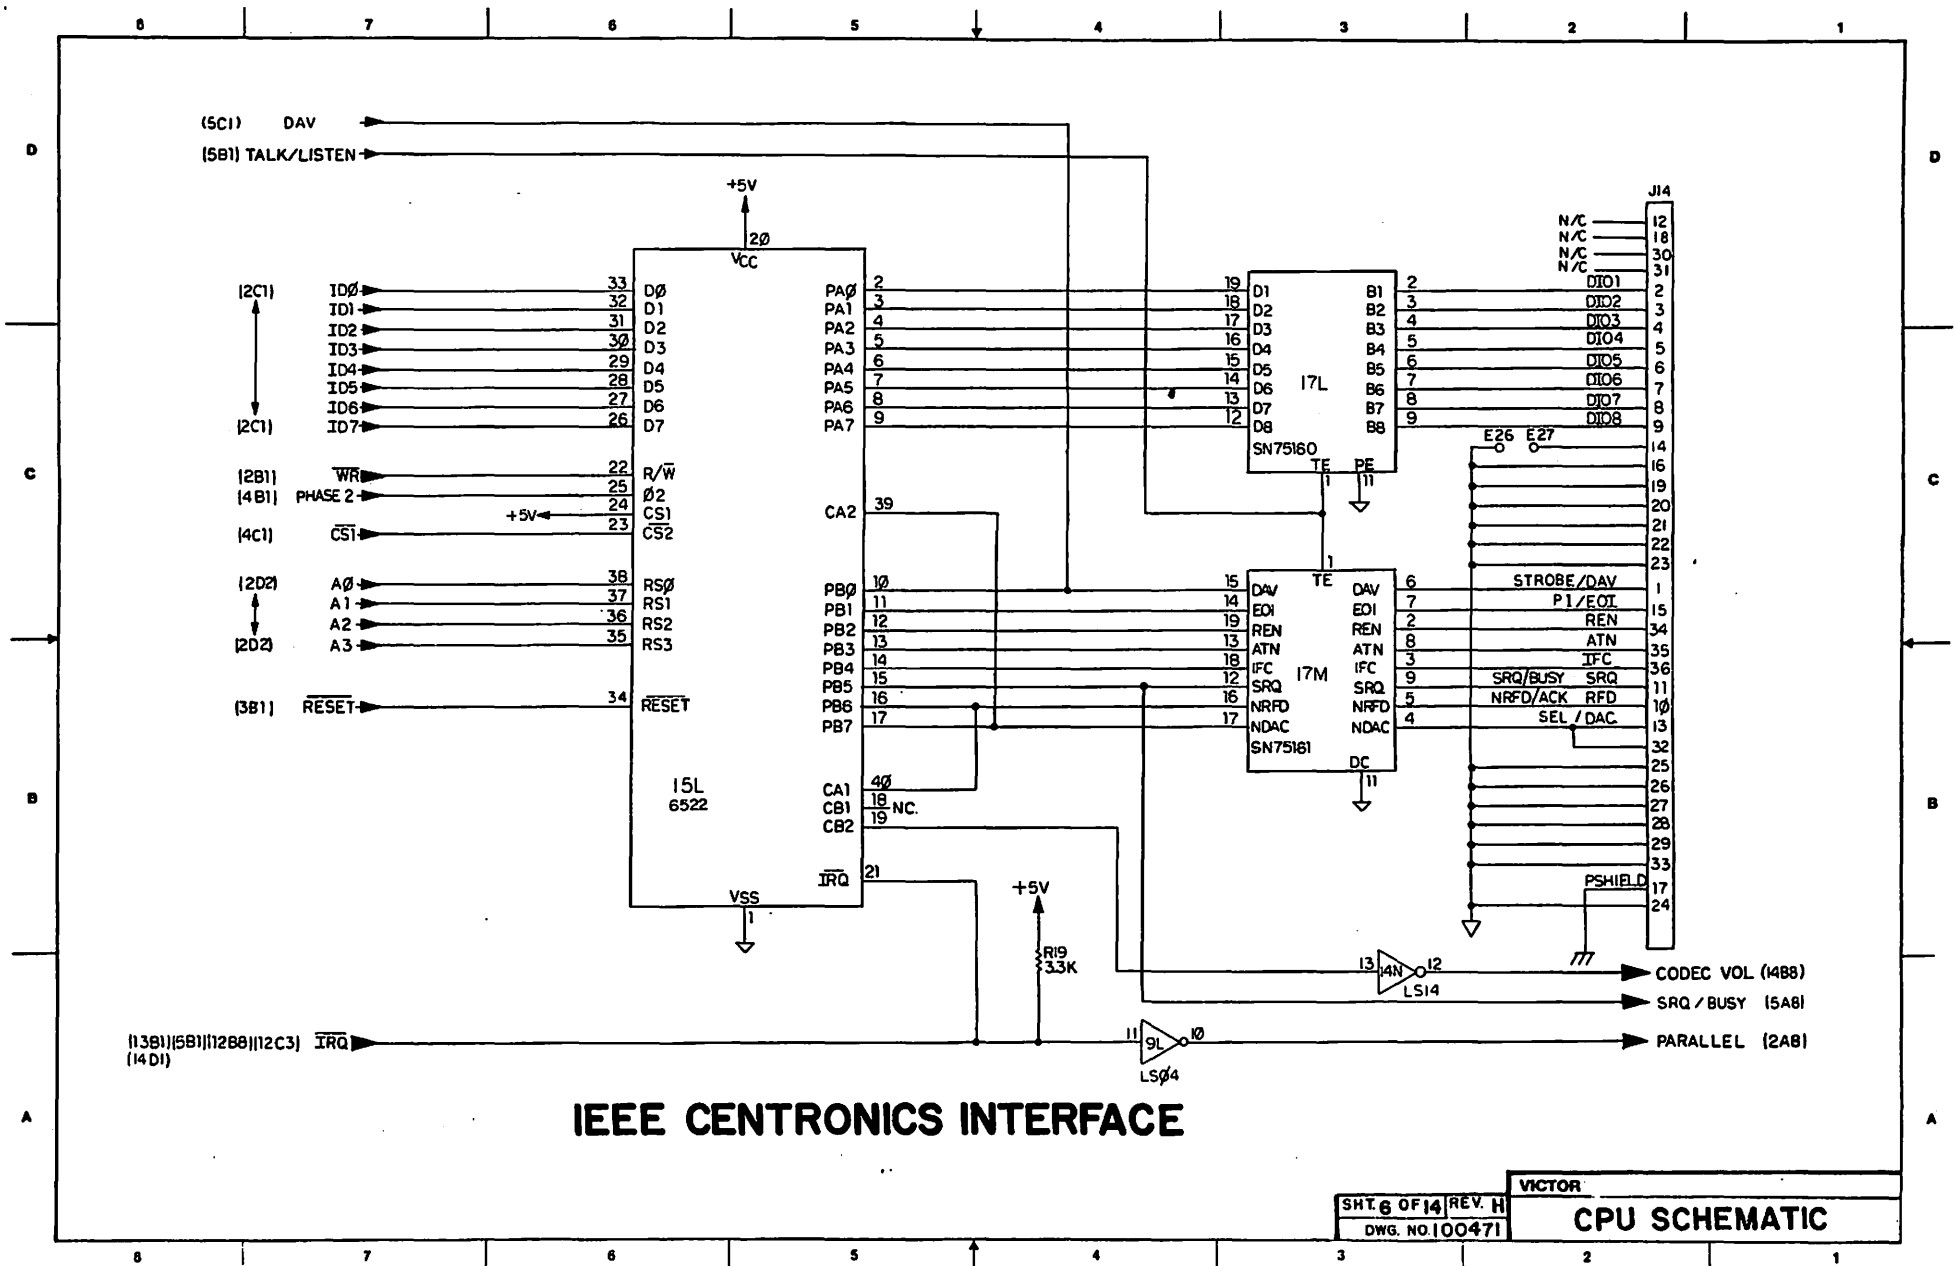 8 7 6 5 4 3 2 1
D
C
B
A
D
C
B
A
(5C1) DAV
(5B1) TALK/LISTEN
+5V
20
VCC
(2C1) ID0 33 D0
ID1 32 D1
ID2 31 D2
ID3 30 D3
ID4 29 D4
ID5 28 D5
ID6 27 D6
(2C1) ID7 26 D7
(2B1) WR 22 R/W
(4B1) PHASE 2 25 Ø2
+5V 24 CS1
(4C1) CS1 23 CS2
(2D2) A0 38 RS0
A1 37 RS1
A2 36 RS2
(2D2) A3 35 RS3
(3B1) RESET 34 RESET
15L
6522
VSS
1
PA0 2
PA1 3
PA2 4
PA3 5
PA4 6
PA5 7
PA6 8
PA7 9
CA2 39
PB0 10
PB1 11
PB2 12
PB3 13
PB4 14
PB5 15
PB6 16
PB7 17
CA1 40
CB1 18 NC.
CB2 19
IRQ 21
19 D1 B1 2
18 D2 B2 3
17 D3 B3 4
16 D4 B4 5
15 D5 B5 6
14 D6 B6 7
13 D7 B7 8
12 D8 B8 9
17L
SN75160
TE PE
1 11
1
TE
15 DAV DAV 6
14 EOI EOI 7
19 REN REN 2
13 ATN ATN 8
18 IFC IFC 3
12 SRQ SRQ 9
16 NRFD NRFD 5
17 NDAC NDAC 4
17M
SN75161
DC
11
J14
N/C 12
N/C 18
N/C 30
N/C 31
DIO1 2
DIO2 3
DIO3 4
DIO4 5
DIO5 6
DIO6 7
DIO7 8
DIO8 9
E26 E27 14
16
19
20
21
22
23
STROBE/DAV 1
P1/EOI 15
REN 34
ATN 35
IFC 36
SRQ/BUSY SRQ 11
NRFD/ACK RFD 10
SEL / DAC 13
32
25
26
27
28
29
33
PSHIELD 17
24
+5V
R19
3.3K
13 14N 12
LS14
CODEC VOL (14B8)
SRQ/BUSY (5A8)
(13B1)(5B1)(12B8)(12C3) IRQ
(14D1)
11 9L 10
LS04
PARALLEL (2A8)
IEEE CENTRONICS INTERFACE
SHT. 6 OF 14 REV. H
DWG. NO. 100471
VICTOR
CPU SCHEMATIC
8 7 6 5 4 3 2 1